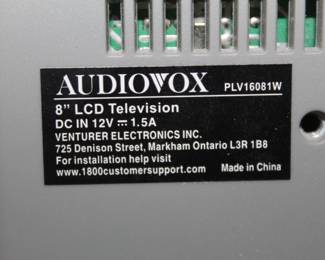 AUDIOVOX PLV16081W
8" LCD Television
DC IN 12V ⎓ 1.5A
VENTURER ELECTRONICS INC.
725 Denison Street, Markham Ontario L3R 1B8
For installation help visit
www.1800customersupport.com. Made in China